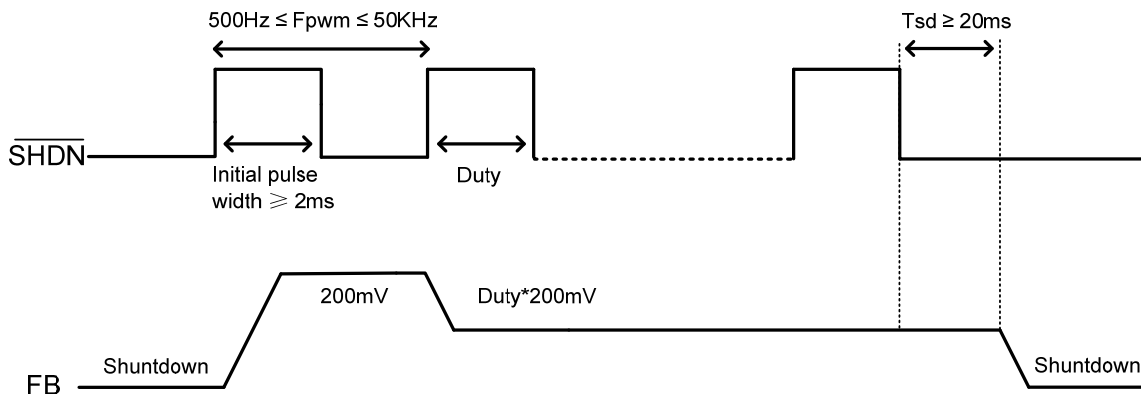 500Hz ≤ Fpwm ≤ 50KHz
Tsd ≥ 20ms
SHDN
Initial pulse
width ≥ 2ms
Duty
200mV
Duty*200mV
Shuntdown
Shuntdown
FB